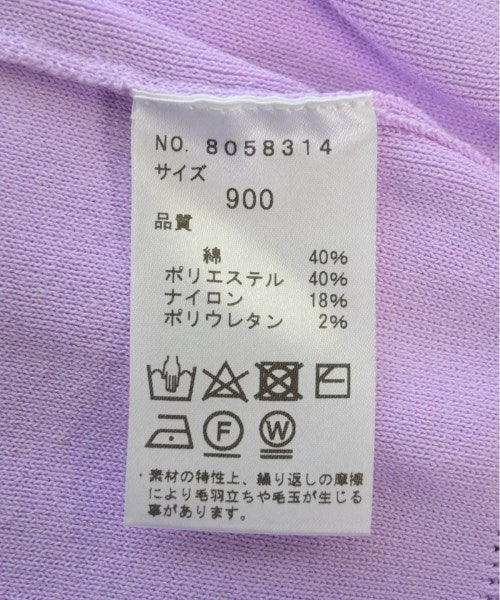 NO. 8058314
サイズ
900
品質
綿 40%
ポリエステル 40%
ナイロン 18%
ポリウレタン 2%
F W
・素材の特性上、繰り返しの摩擦
により毛羽立ちや毛玉が生じる
事があります。